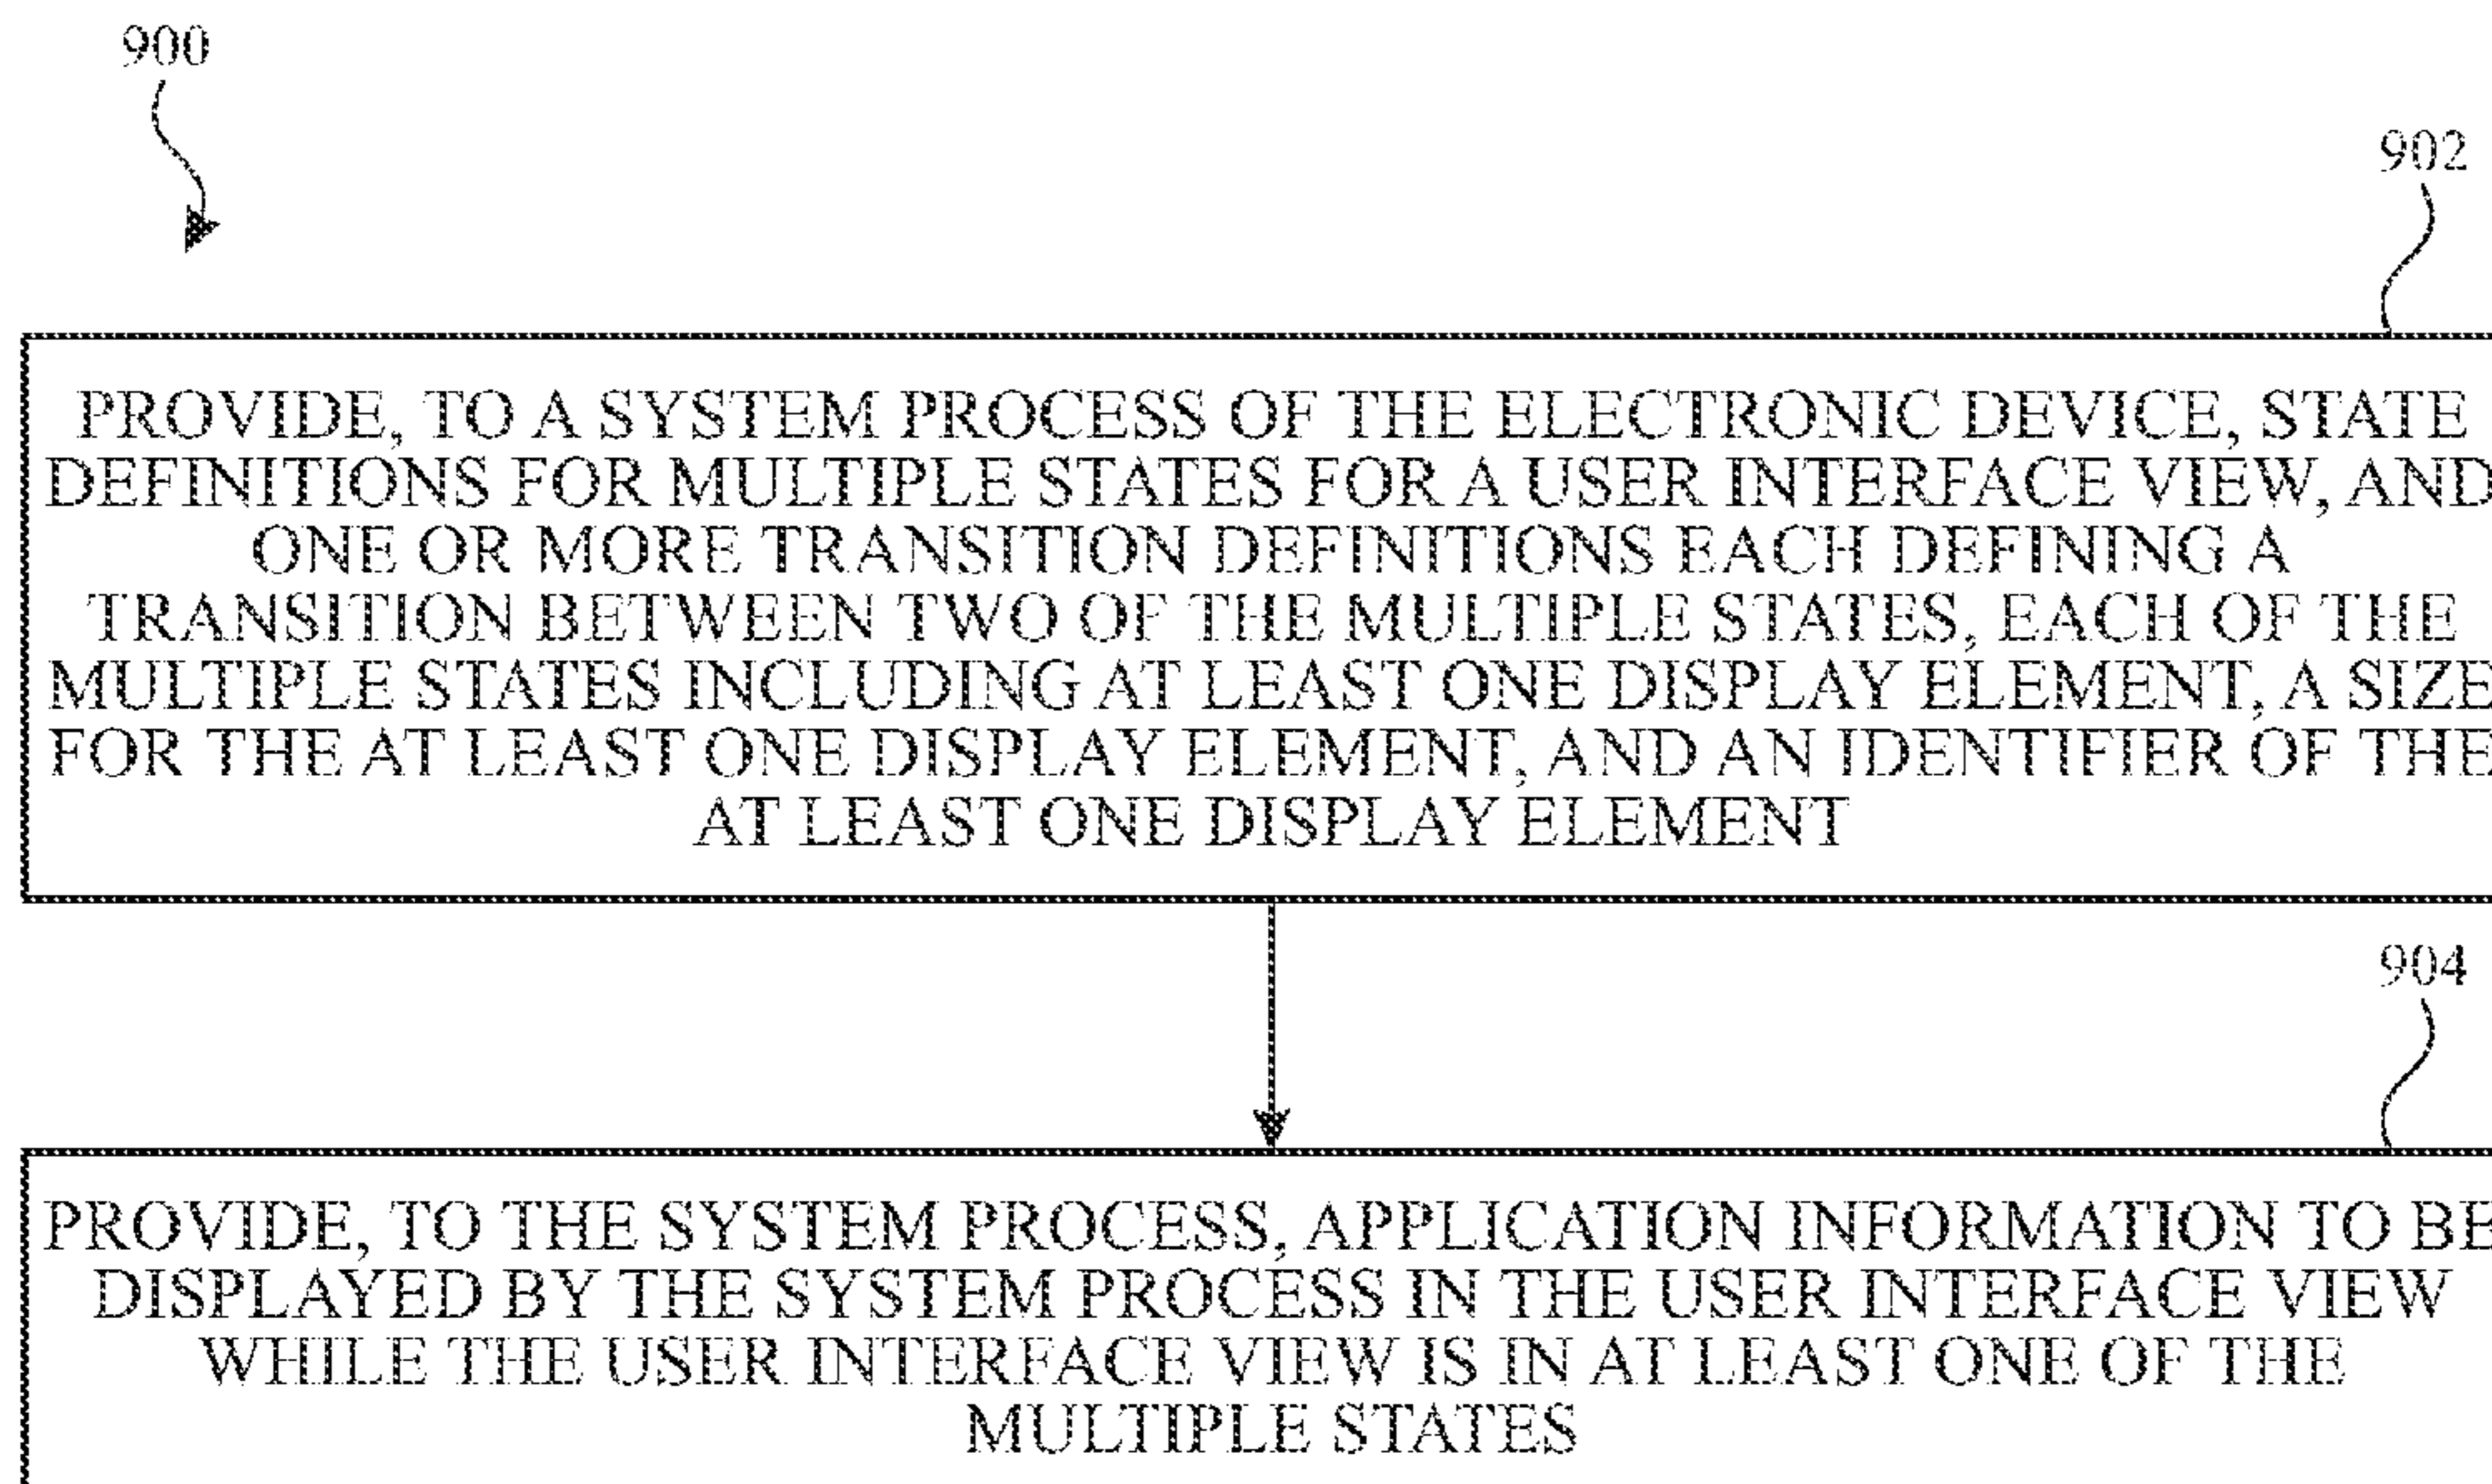 900
902
PROVIDE, TO A SYSTEM PROCESS OF THE ELECTRONIC DEVICE, STATE
DEFINITIONS FOR MULTIPLE STATES FOR A USER INTERFACE VIEW, AND
ONE OR MORE TRANSITION DEFINITIONS EACH DEFINING A
TRANSITION BETWEEN TWO OF THE MULTIPLE STATES, EACH OF THE
MULTIPLE STATES INCLUDING AT LEAST ONE DISPLAY ELEMENT, A SIZE
FOR THE AT LEAST ONE DISPLAY ELEMENT, AND AN IDENTIFIER OF THE
AT LEAST ONE DISPLAY ELEMENT
904
PROVIDE, TO THE SYSTEM PROCESS, APPLICATION INFORMATION TO BE
DISPLAYED BY THE SYSTEM PROCESS IN THE USER INTERFACE VIEW
WHILE THE USER INTERFACE VIEW IS IN AT LEAST ONE OF THE
MULTIPLE STATES